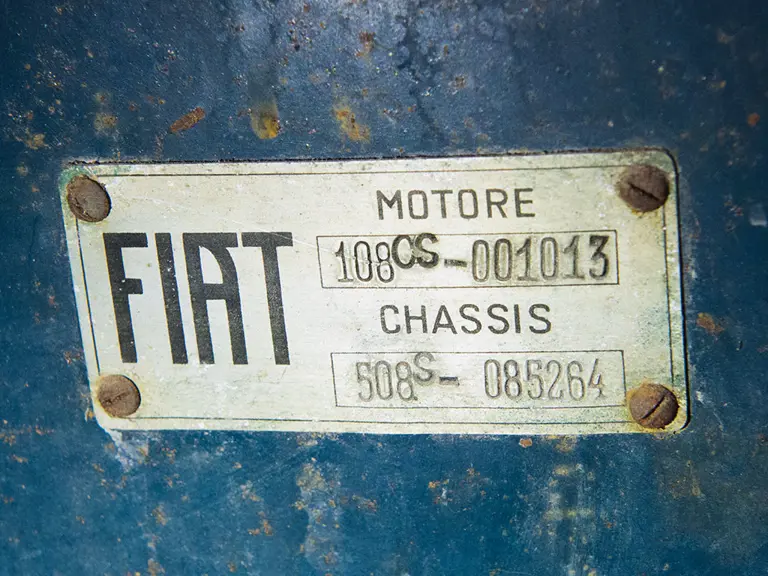 FIAT
MOTORE
108CS-001013
CHASSIS
508S- 085264